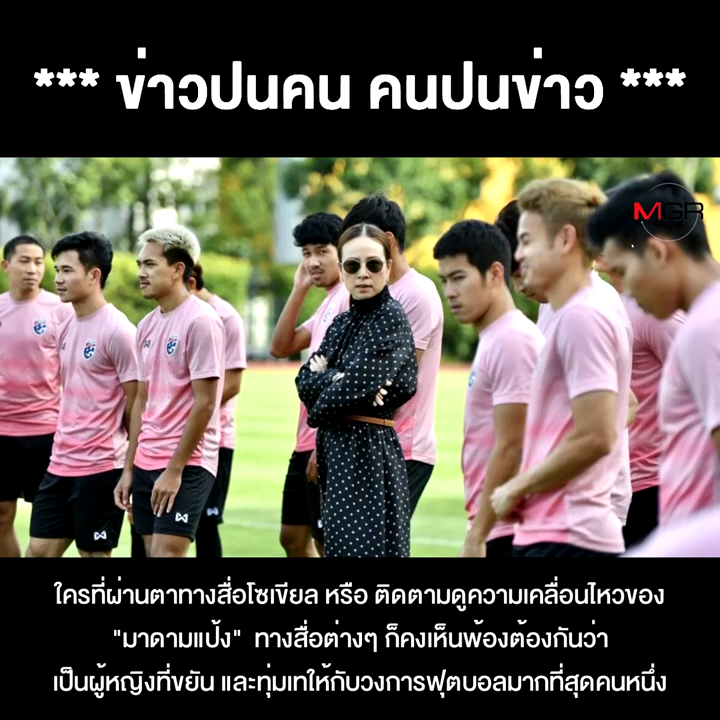 *** ข่าวปนคน คนปนข่าว ***
MGR
ใครที่ผ่านตาทางสื่อโซเขียล หรือ ติดตามดูความเคลื่อนไหวของ
"มาดามแป้ง" ทางสื่อต่างๆ ก็คงเห็นพ้องต้องกันว่า
เป็นผู้หญิงที่ขยัน และทุ่มเทให้กับวงการฟุตบอลมากที่สุดคนหนึ่ง